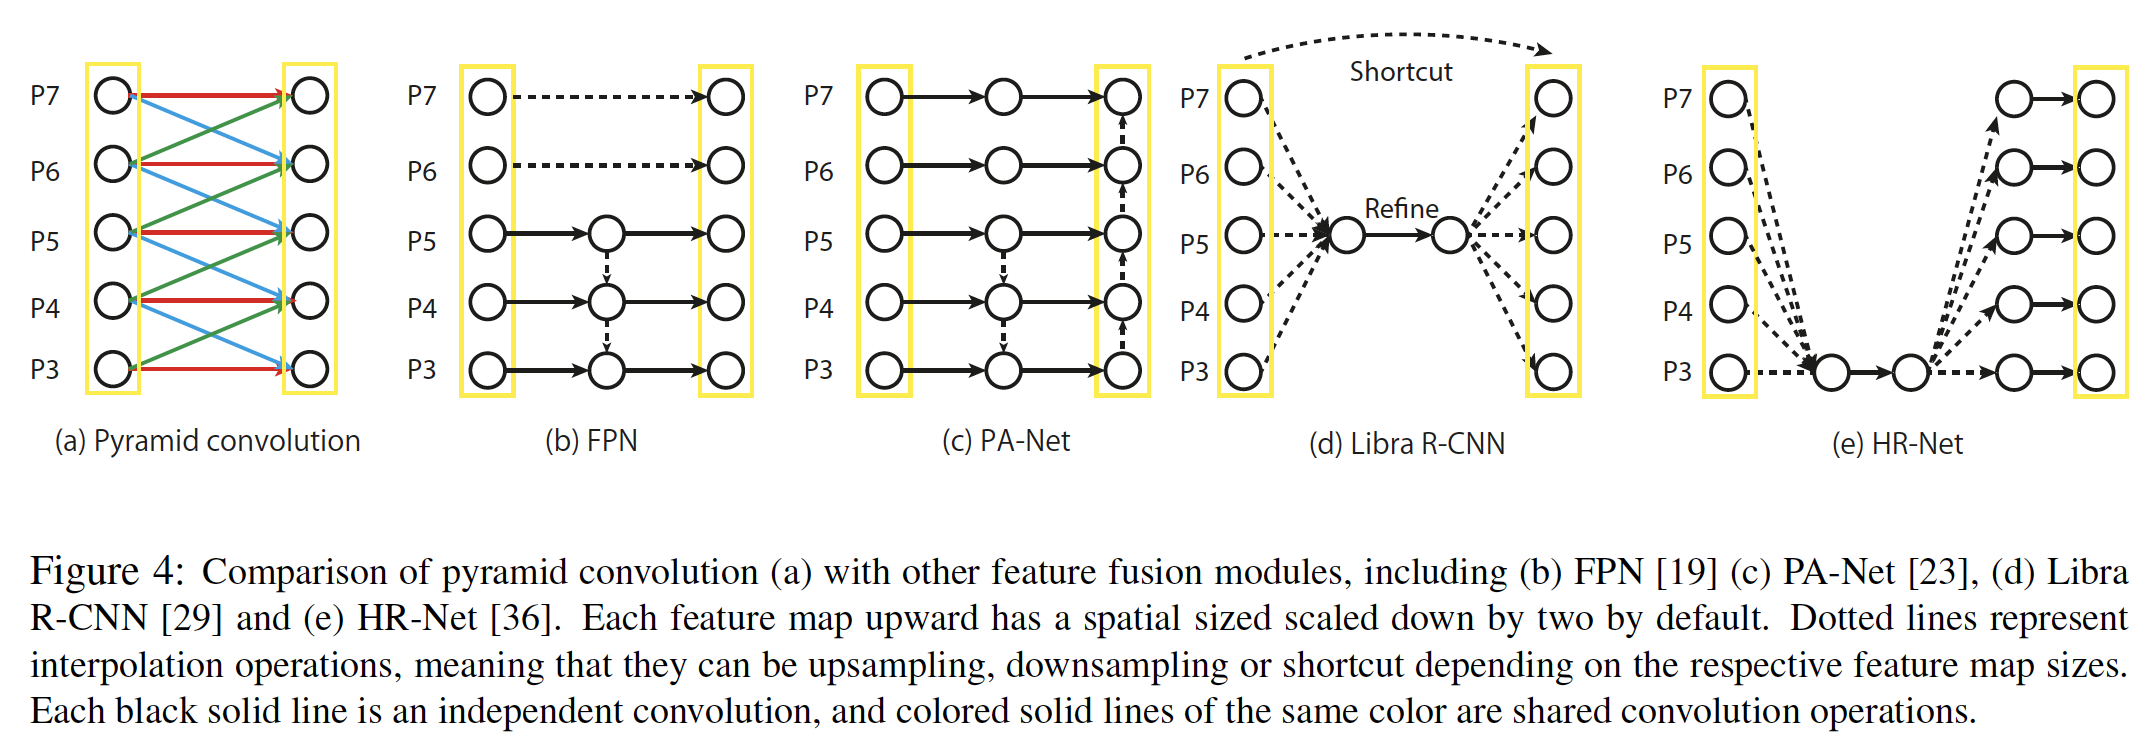 P7
P6
P5
P4
P3
(a) Pyramid convolution
P7
P6
P5
P4
P3
(b) FPN
P7
P6
P5
P4
P3
(c) PA-Net
Shortcut
P7
P6
Refine
P5
P4
P3
(d) Libra R-CNN
P7
P6
P5
P4
P3
(e) HR-Net
Figure 4: Comparison of pyramid convolution (a) with other feature fusion modules, including (b) FPN [19] (c) PA-Net [23], (d) Libra
R-CNN [29] and (e) HR-Net [36]. Each feature map upward has a spatial sized scaled down by two by default. Dotted lines represent
interpolation operations, meaning that they can be upsampling, downsampling or shortcut depending on the respective feature map sizes.
Each black solid line is an independent convolution, and colored solid lines of the same color are shared convolution operations.